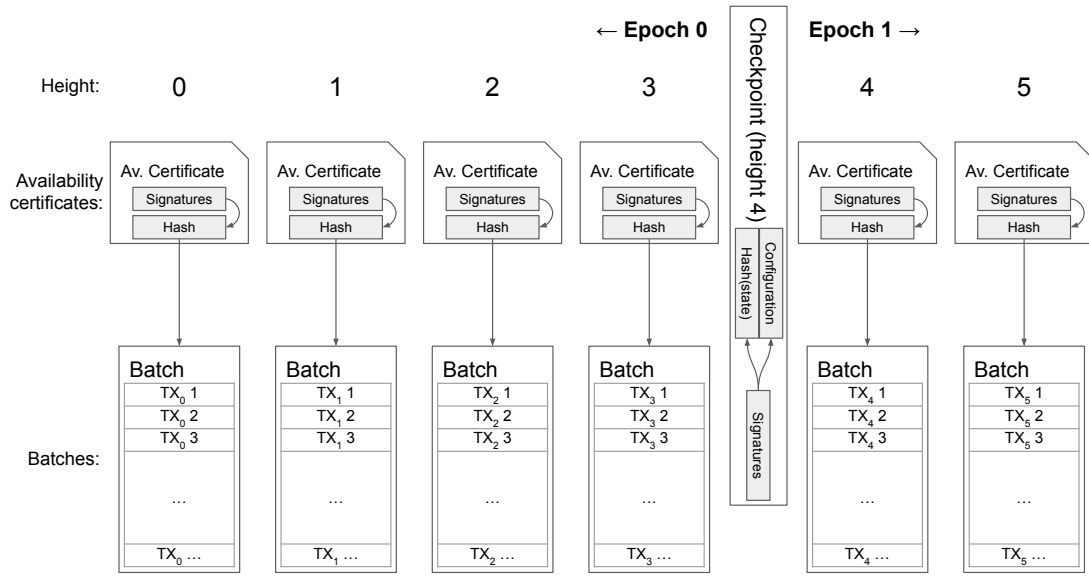 ← Epoch 0
Epoch 1 →
Checkpoint (height 4)
Height:
0
1
2
3
4
5
Availability
certificates:
Av. Certificate
Signatures
Hash
Av. Certificate
Signatures
Hash
Av. Certificate
Signatures
Hash
Av. Certificate
Signatures
Hash
Hash(state)
Configuration
Signatures
Av. Certificate
Signatures
Hash
Av. Certificate
Signatures
Hash
Batches:
Batch
TX₀ 1
TX₀ 2
TX₀ 3
...
TX₀ ...
Batch
TX₁ 1
TX₁ 2
TX₁ 3
...
TX₁ ...
Batch
TX₂ 1
TX₂ 2
TX₂ 3
...
TX₂ ...
Batch
TX₃ 1
TX₃ 2
TX₃ 3
...
TX₃ ...
Batch
TX₄ 1
TX₄ 2
TX₄ 3
...
TX₄ ...
Batch
TX₅ 1
TX₅ 2
TX₅ 3
...
TX₅ ...